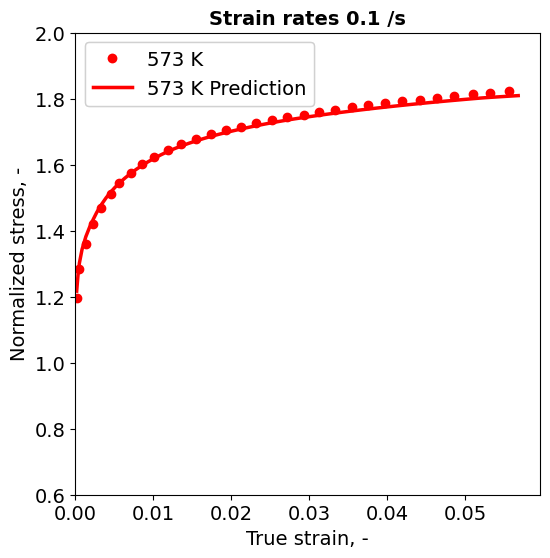 Strain rates 0.1 /s
573 K
573 K Prediction
Normalized stress, -
2.0
1.8
1.6
1.4
1.2
1.0
0.8
0.6
0.00 0.01 0.02 0.03 0.04 0.05
True strain, -